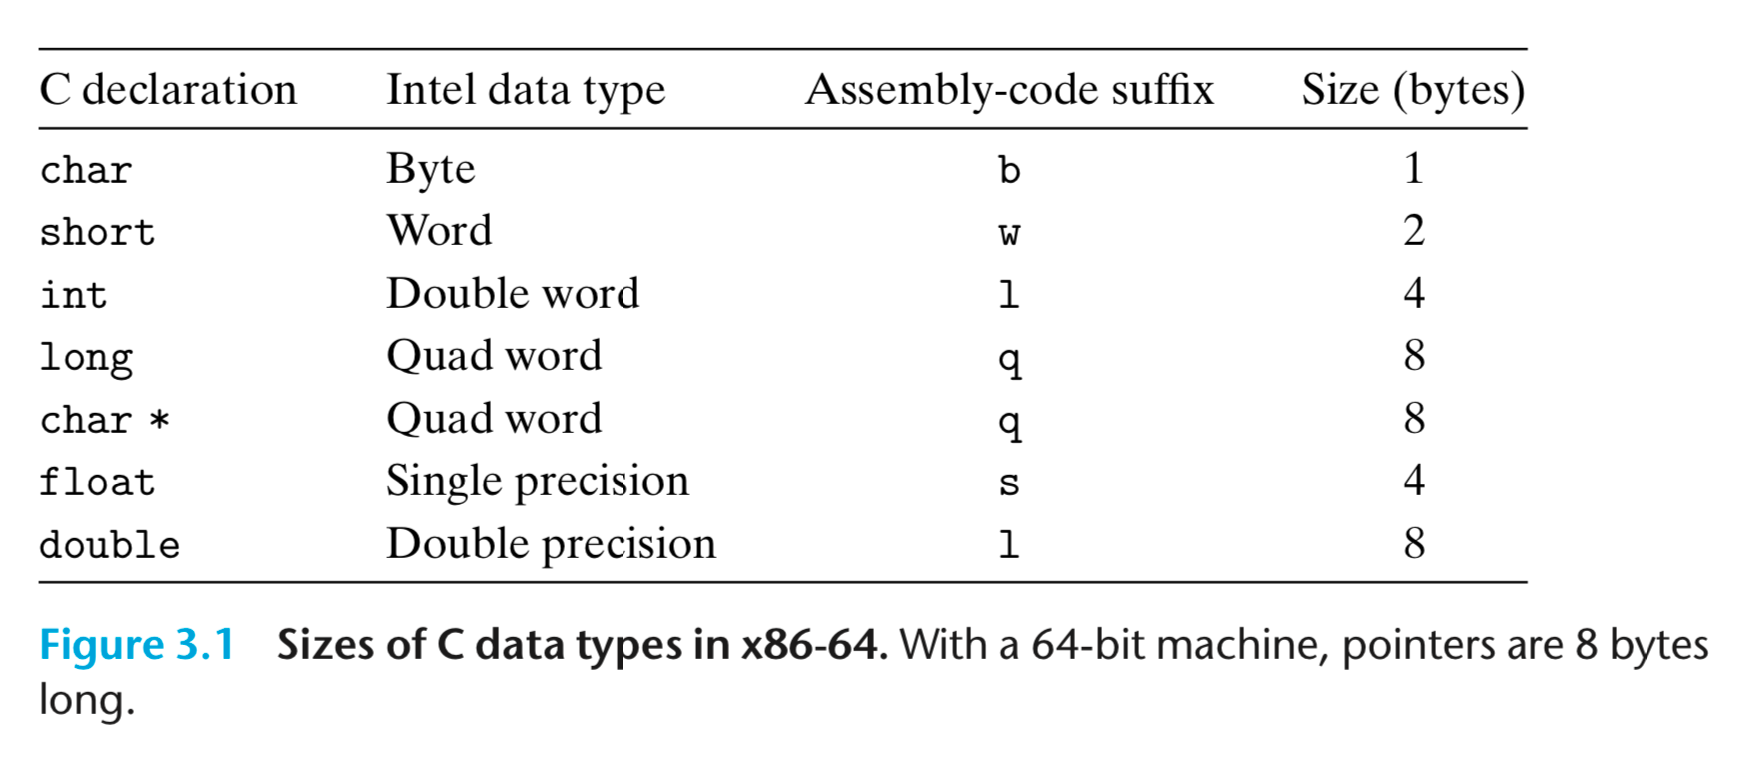 C declaration Intel data type Assembly-code suffix Size (bytes)
char Byte b 1
short Word w 2
int Double word l 4
long Quad word q 8
char * Quad word q 8
float Single precision s 4
double Double precision l 8
Figure 3.1 Sizes of C data types in x86-64. With a 64-bit machine, pointers are 8 bytes
long.